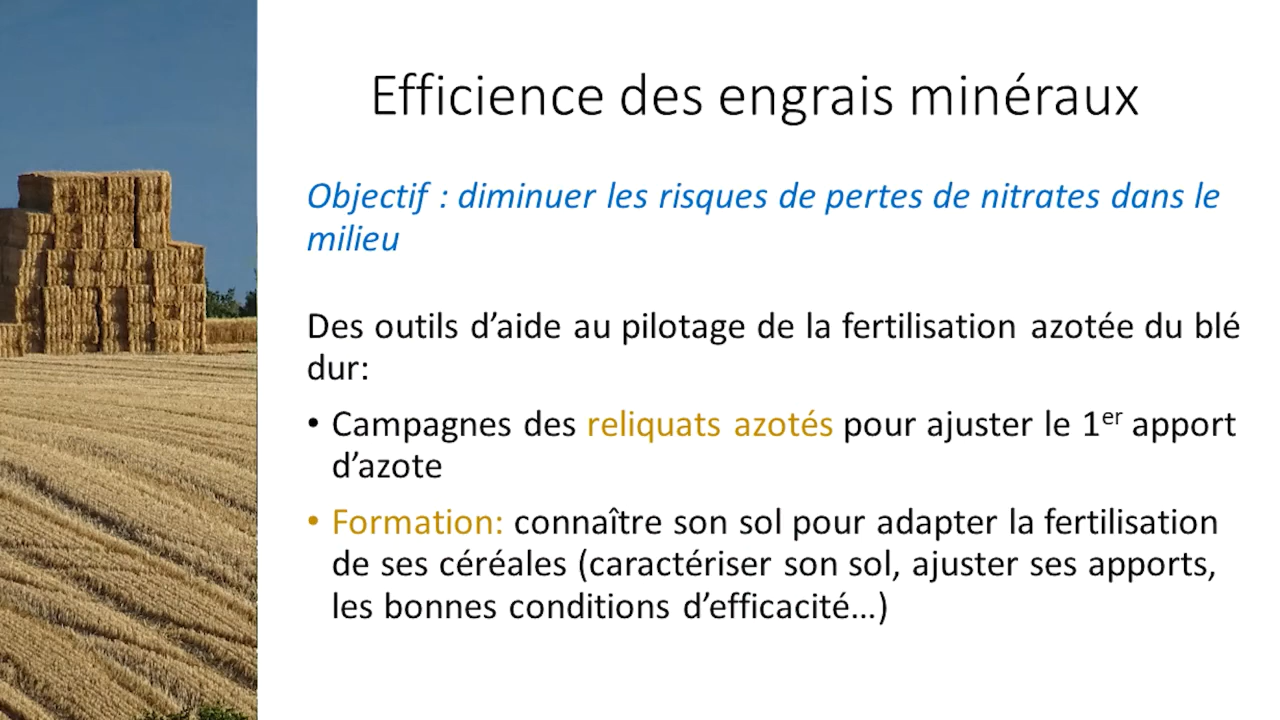 Efficience des engrais minéraux
Objectif : diminuer les risques de pertes de nitrates dans le
milieu
Des outils d’aide au pilotage de la fertilisation azotée du blé
dur:
• Campagnes des reliquats azotés pour ajuster le 1er apport
d’azote
• Formation: connaître son sol pour adapter la fertilisation
de ses céréales (caractériser son sol, ajuster ses apports,
les bonnes conditions d’efficacité…)